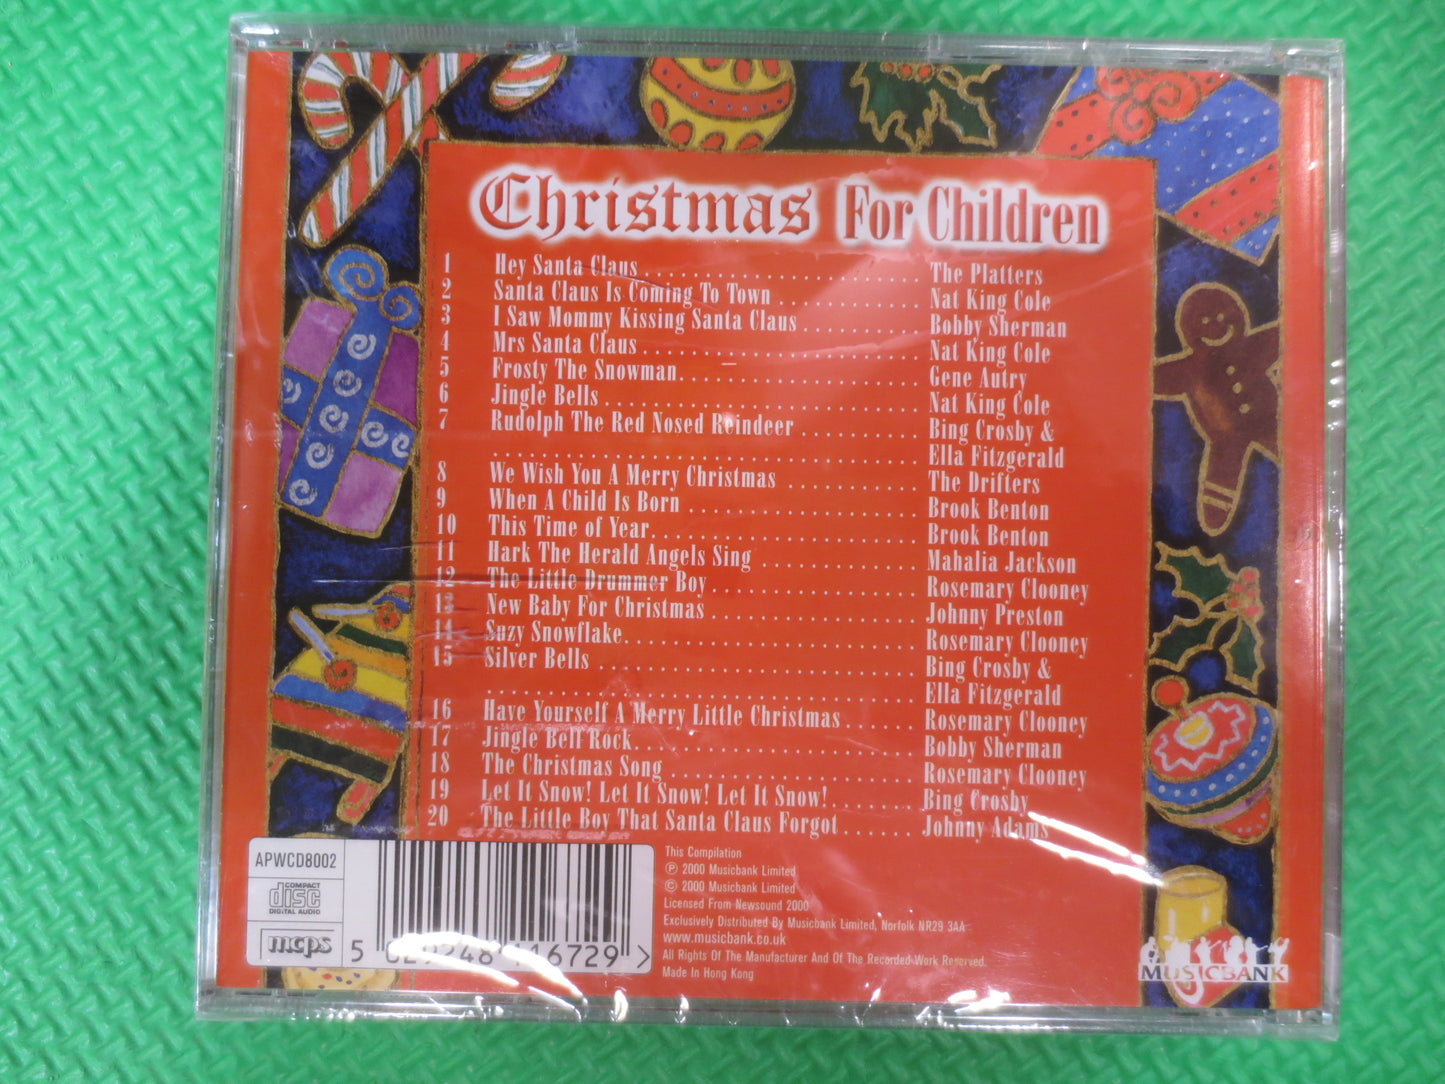 Christmas For Children
1 Hey Santa Claus . . . . . . . . . . . . . . . . . . . . . . . . . The Platters
2 Santa Claus Is Coming To Town . . . . . . . . . . . . Nat King Cole
3 I Saw Mommy Kissing Santa Claus . . . . . . . . . . Bobby Sherman
4 Mrs Santa Claus . . . . . . . . . . . . . . . . . . . . . . . . . Nat King Cole
5 Frosty The Snowman. . . . . . . . . . . . . . . . . . . . . . Gene Autry
6 Jingle Bells . . . . . . . . . . . . . . . . . . . . . . . . . . . . Nat King Cole
7 Rudolph The Red Nosed Reindeer . . . . . . . . . . Bing Crosby &
. . . . . . . . . . . . . . . . . . . . . . . . . . . . . . . . . . . . . Ella Fitzgerald
8 We Wish You A Merry Christmas . . . . . . . . . . . The Drifters
9 When A Child Is Born . . . . . . . . . . . . . . . . . . . . Brook Benton
10 This Time of Year. . . . . . . . . . . . . . . . . . . . . . . Brook Benton
11 Hark The Herald Angels Sing . . . . . . . . . . . . . Mahalia Jackson
12 The Little Drummer Boy . . . . . . . . . . . . . . . . . . Rosemary Clooney
13 New Baby For Christmas . . . . . . . . . . . . . . . . . . Johnny Preston
14 Suzy Snowflake. . . . . . . . . . . . . . . . . . . . . . . . . Rosemary Clooney
15 Silver Bells . . . . . . . . . . . . . . . . . . . . . . . . . . . . Bing Crosby &
. . . . . . . . . . . . . . . . . . . . . . . . . . . . . . . . . . . . . Ella Fitzgerald
16 Have Yourself A Merry Little Christmas . . . . . . Rosemary Clooney
17 Jingle Bell Rock. . . . . . . . . . . . . . . . . . . . . . . . Bobby Sherman
18 The Christmas Song . . . . . . . . . . . . . . . . . . . . . Rosemary Clooney
19 Let It Snow! Let It Snow! Let It Snow!. . . . . . . Bing Crosby
20 The Little Boy That Santa Claus Forgot . . . . . . Johnny Adams
APWCD8002
COMPACT
disc
DIGITAL AUDIO
mcps
This Compilation
℗ 2000 Musicbank Limited
© 2000 Musicbank Limited
Licensed From Newsound 2000
Exclusively Distributed By Musicbank Limited, Norfolk NR29 3AA
www.musicbank.co.uk
All Rights Of The Manufacturer And Of The Recorded Work Reserved.
Made In Hong Kong
MUSICBANK